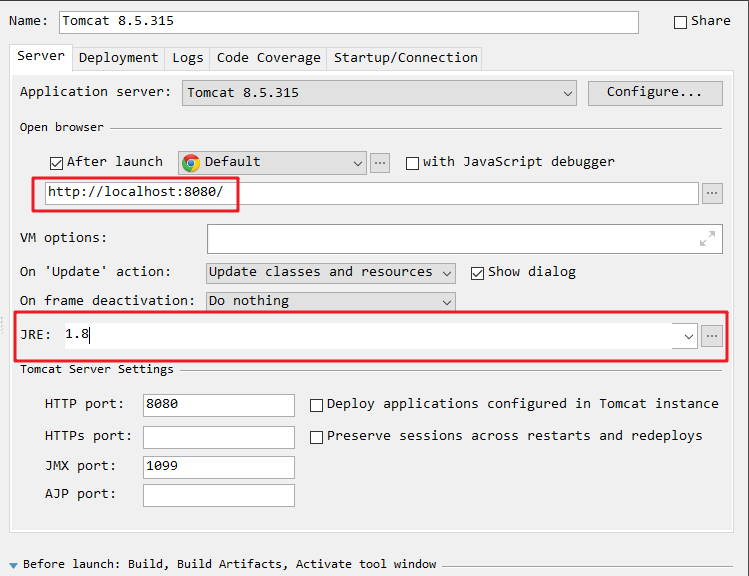 Name: Tomcat 8.5.315 Share
Server Deployment Logs Code Coverage Startup/Connection
Application server: Tomcat 8.5.315 Configure...
Open browser
After launch Default ... with JavaScript debugger
http://localhost:8080/ ...
VM options:
On 'Update' action: Update classes and resources Show dialog
On frame deactivation: Do nothing
JRE: 1.8 ...
Tomcat Server Settings
HTTP port: 8080 Deploy applications configured in Tomcat instance
HTTPs port: Preserve sessions across restarts and redeploys
JMX port: 1099
AJP port:
Before launch: Build, Build Artifacts, Activate tool window